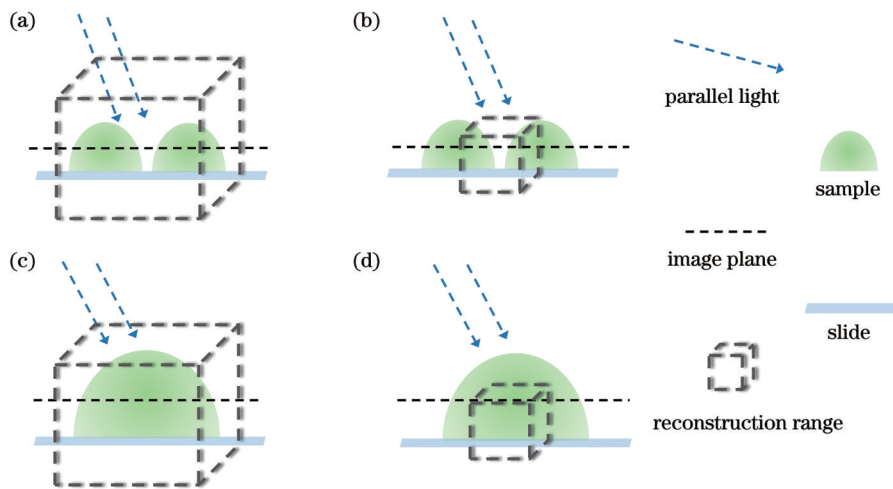 (a)
(b)
parallel light
sample
image plane
(c)
(d)
slide
reconstruction range